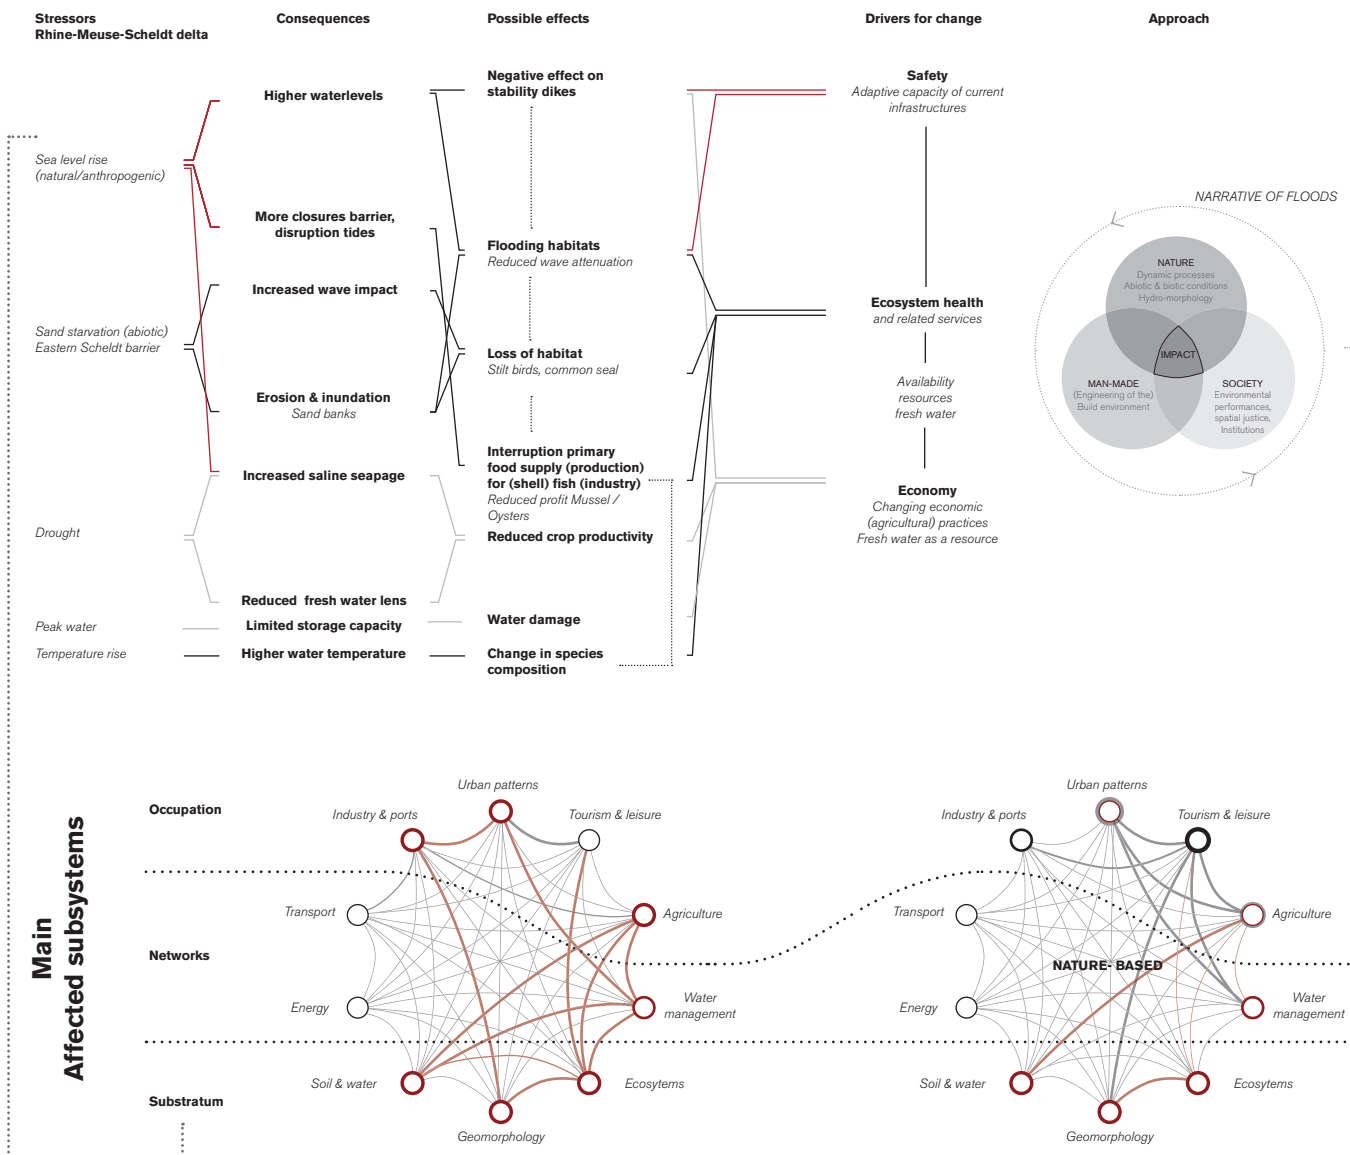 Stressors
Rhine-Meuse-Scheldt delta
Consequences
Possible effects
Drivers for change
Approach
Sea level rise
(natural/anthropogenic)
Sand starvation (abiotic)
Eastern Scheldt barrier
Drought
Peak water
Temperature rise
Higher waterlevels
More closures barrier,
disruption tides
Increased wave impact
Erosion & inundation
Sand banks
Increased saline seapage
Reduced fresh water lens
Limited storage capacity
Higher water temperature
Negative effect on
stability dikes
Flooding habitats
Reduced wave attenuation
Loss of habitat
Stilt birds, common seal
Interruption primary
food supply (production)
for (shell) fish (industry)
Reduced profit Mussel /
Oysters
Reduced crop productivity
Water damage
Change in species
composition
Safety
Adaptive capacity of current
infrastructures
Ecosystem health
and related services
Availability
resources
fresh water
Economy
Changing economic
(agricultural) practices
Fresh water as a resource
NARRATIVE OF FLOODS
NATURE
Dynamic processes
Abiotic & biotic conditions
Hydro-morphology
IMPACT
MAN-MADE
(Engineering of the)
Build environment
SOCIETY
Environmental
performances,
spatial justice,
Institutions
Main
Affected subsystems
Occupation
Networks
Substratum
Urban patterns
Industry & ports
Tourism & leisure
Transport
Agriculture
Energy
Water
management
Soil & water
Ecosytems
Geomorphology
Urban patterns
Industry & ports
Tourism & leisure
Transport
Agriculture
NATURE- BASED
Energy
Water
management
Soil & water
Ecosytems
Geomorphology